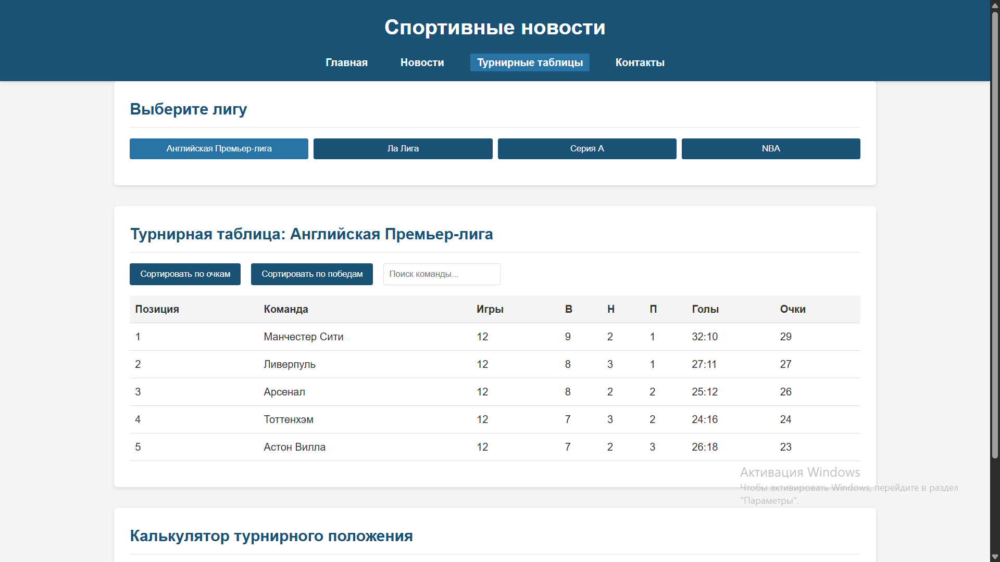 Спортивные новости
Главная Новости Турнирные таблицы Контакты
Выберите лигу
Английская Премьер-лига Ла Лига Серия А NBA
Турнирная таблица: Английская Премьер-лига
Сортировать по очкам Сортировать по победам Поиск команды...
Позиция Команда Игры В Н П Голы Очки
1 Манчестер Сити 12 9 2 1 32:10 29
2 Ливерпуль 12 8 3 1 27:11 27
3 Арсенал 12 8 2 2 25:12 26
4 Тоттенхэм 12 7 3 2 24:16 24
5 Астон Вилла 12 7 2 3 26:18 23
Активация Windows
Чтобы активировать Windows, перейдите в раздел
"Параметры".
Калькулятор турнирного положения